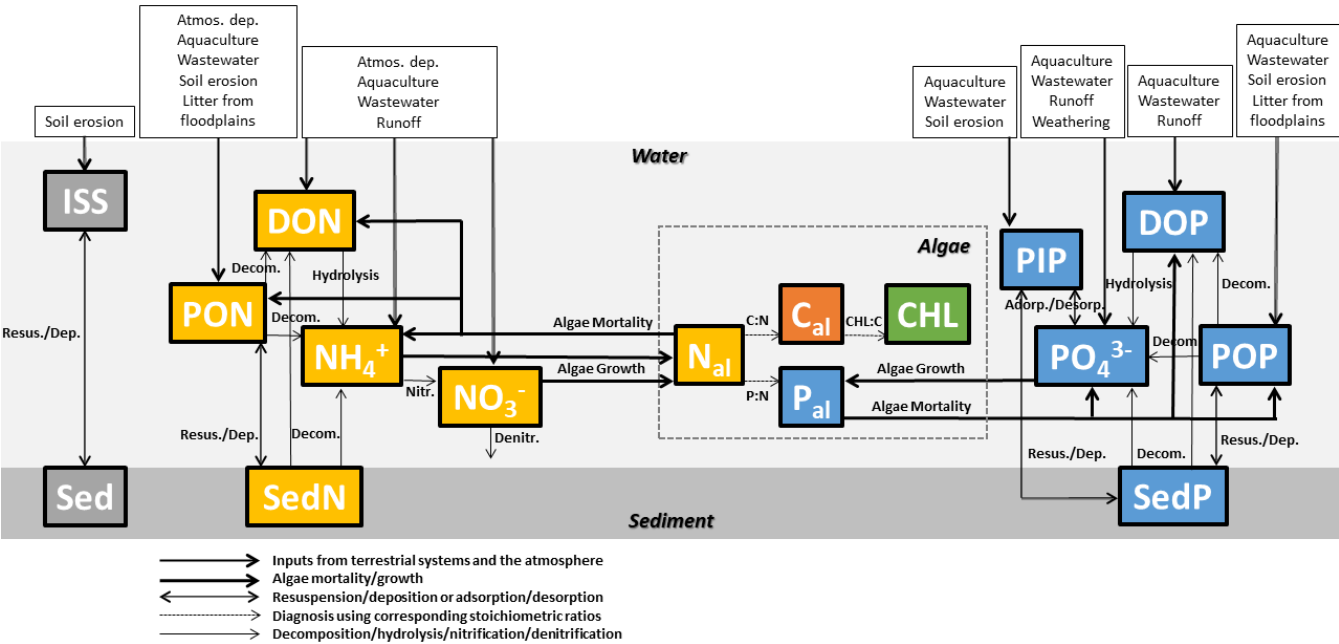 Atmos. dep.
Aquaculture
Wastewater
Soil erosion
Litter from
floodplains
Atmos. dep.
Aquaculture
Wastewater
Runoff
Aquaculture
Wastewater
Soil erosion
Aquaculture
Wastewater
Runoff
Weathering
Aquaculture
Wastewater
Runoff
Aquaculture
Wastewater
Soil erosion
Litter from
floodplains
Soil erosion
Water
ISS
DON
Algae
DOP
PIP
Decom.
Hydrolysis
Hydrolysis
Decom.
PON
Decom.
Adorp./Desorp.
C:N
Cal
CHL:C
CHL
Resus./Dep.
Algae Mortality
NH4+
Nal
PO43-
Decom
POP
Algae Growth
Algae Growth
Nitr.
NO3-
P:N
Pal
Algae Mortality
Resus./Dep.
Decom.
Denitr.
Resus./Dep.
Decom.
Resus./Dep.
Sed
SedN
SedP
Sediment
Inputs from terrestrial systems and the atmosphere
Algae mortality/growth
Resuspension/deposition or adsorption/desorption
Diagnosis using corresponding stoichiometric ratios
Decomposition/hydrolysis/nitrification/denitrification